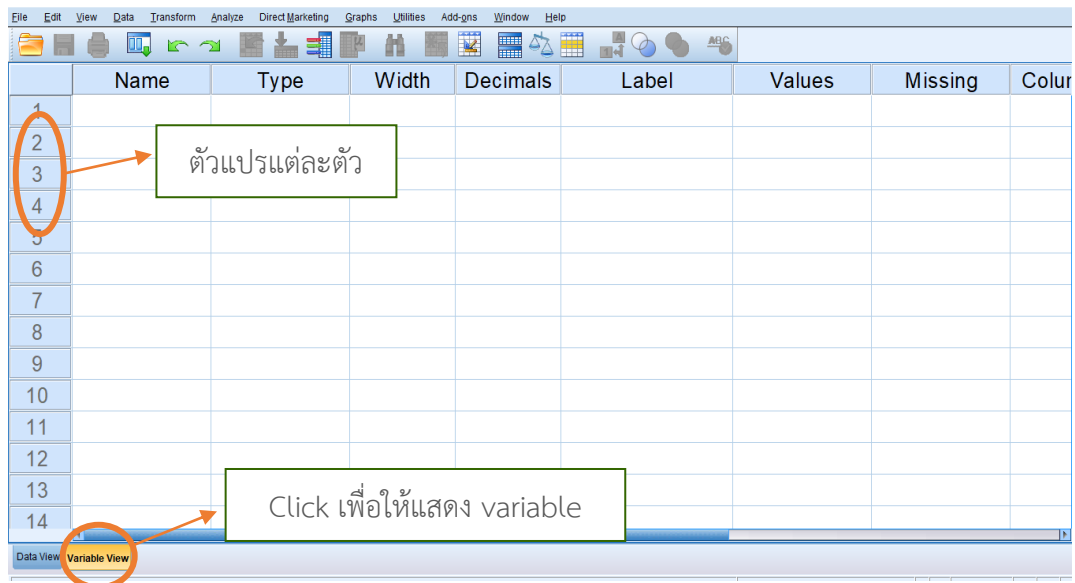 File Edit View Data Transform Analyze Direct Marketing Graphs Utilities Add-ons Window Help
Name Type Width Decimals Label Values Missing Colur
1
2
3
4
5
6
7
8
9
10
11
12
13
14
ตัวแปรแต่ละตัว
Click เพื่อให้แสดง variable
Data View Variable View